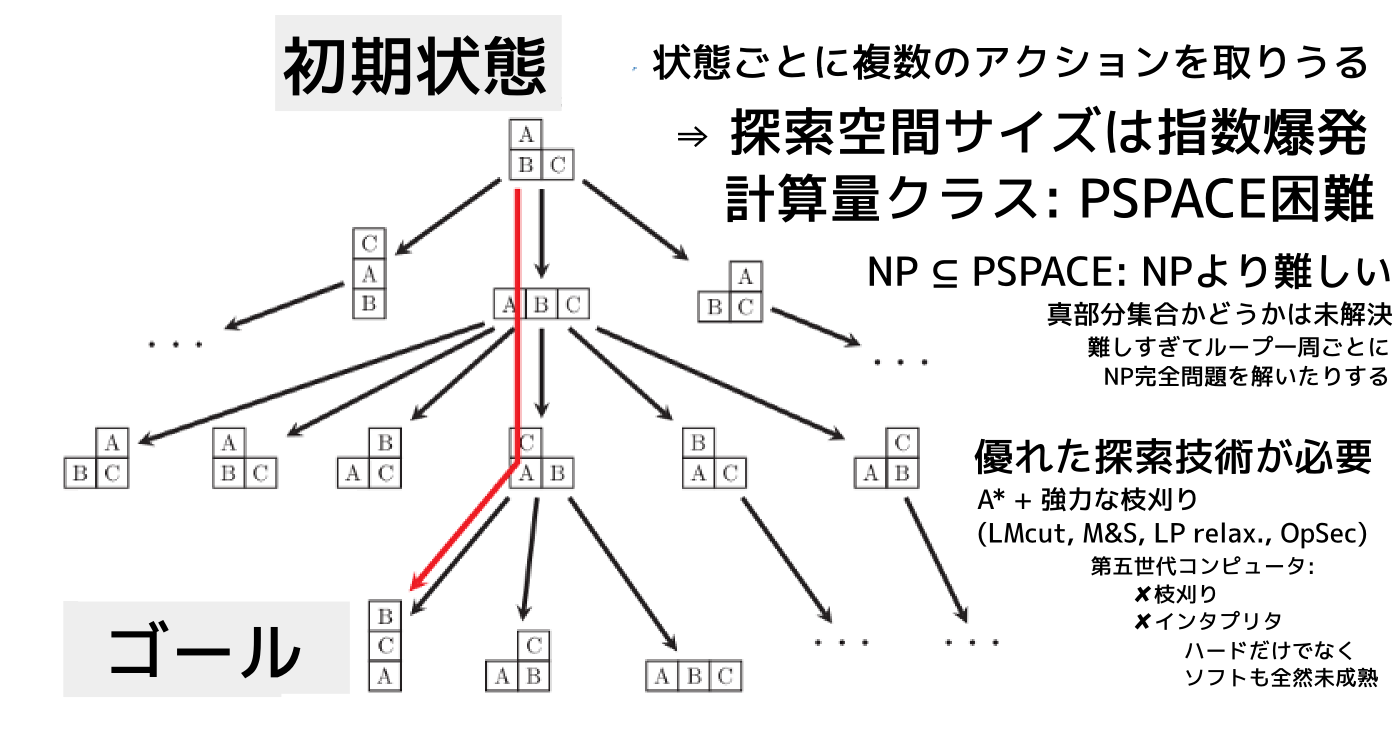 初期状態
状態ごとに複数のアクションを取りうる
⇒ 探索空間サイズは指数爆発
計算量クラス: PSPACE困難
NP ⊆ PSPACE: NPより難しい
真部分集合かどうかは未解決
難しすぎてループ一周ごとに
NP完全問題を解いたりする
A
B C
C
A
B
A B C
A
B C
. . .
. . .
A
B C
A
B C
B
A C
C
A B
B
A C
C
A B
優れた探索技術が必要
A* + 強力な枝刈り
(LMcut, M&S, LP relax., OpSec)
第五世代コンピュータ:
✘枝刈り
✘インタプリタ
ハードだけでなく
ソフトも全然未成熟
ゴール
B
C
A
C
A B
A B C
. . .
. . .